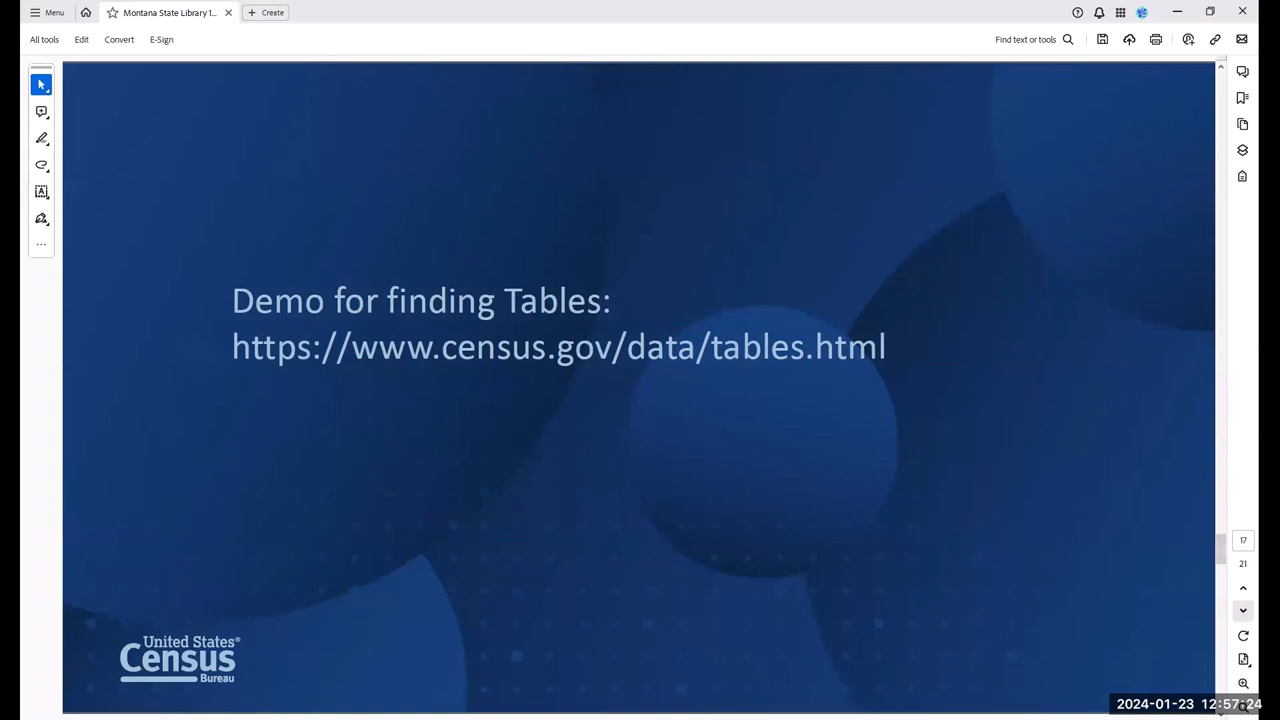 Menu
Montana State Library 1...
Create
All tools
Edit
Convert
E-Sign
Find text or tools
Demo for finding Tables:
https://www.census.gov/data/tables.html
17
21
United States®
Census
Bureau
2024-01-23 12:57:24